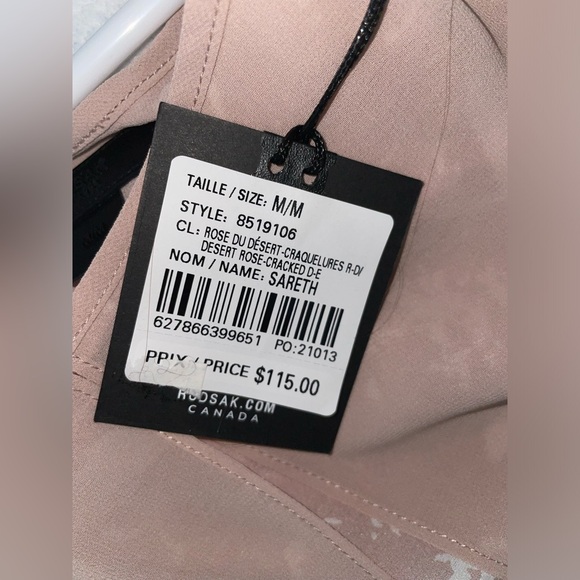 TAILLE / SIZE: M/M
STYLE: 8519106
CL: ROSE DU DÉSERT-CRAQUELURES R-D/
DESERT ROSE-CRACKED D-E
NOM / NAME: SARETH
627866399651 PO:21013
PRIX / PRICE $115.00
RUDSAK.COM
CANADA